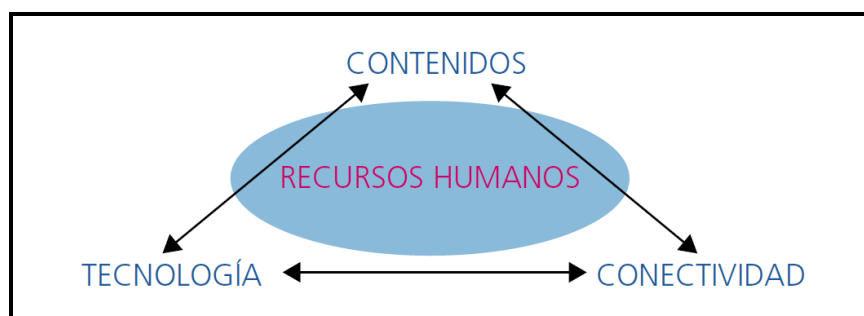 CONTENIDOS
RECURSOS HUMANOS
TECNOLOGÍA
CONECTIVIDAD